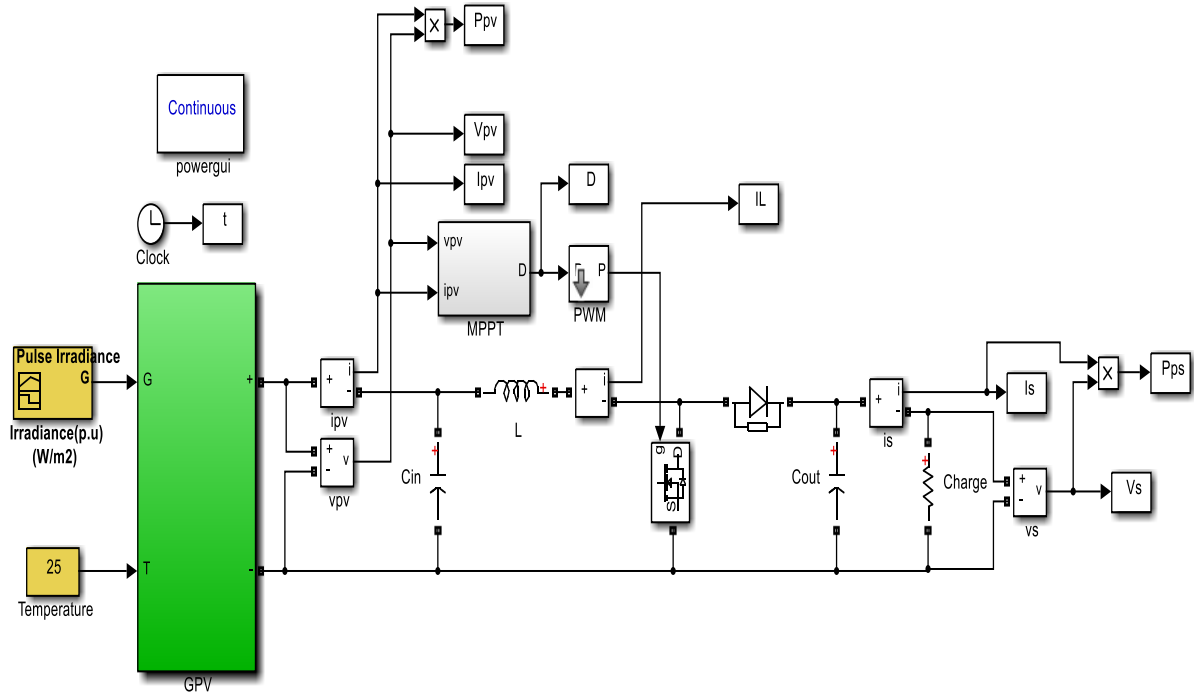 X
Ppv
Continuous
powergui
Vpv
Ipv
D
IL
t
Clock
vpv
ipv
D
MPPT
P
PWM
Pulse Irradiance
G
Irradiance(p.u)
(W/m2)
G
T
+
-
GPV
25
Temperature
+
-
i
ipv
+
-
v
vpv
+
Cin
+
L
+
-
i
g
D
S
+
Cout
+
-
i
is
+
Charge
+
-
v
vs
Is
X
Pps
Vs